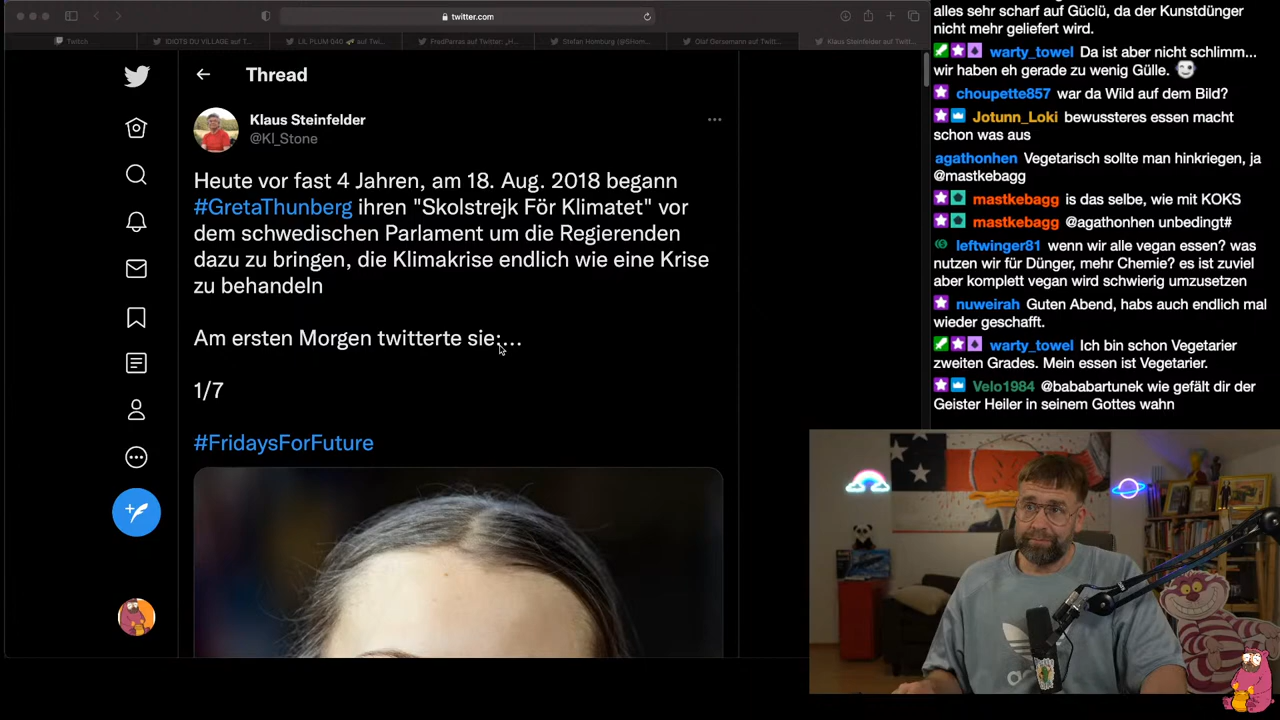 twitter.com
Twitch
IDIOTS OU VILLAGE auf T...
LIL PLUM 040 auf Twi...
FredParras auf Twitter: „H...
Stefan Homburg (@SHom...
Olaf Gersemann auf Twitt...
Klaus Steinfelder auf Twitt...
Thread
Klaus Steinfelder
@Kl_Stone
Heute vor fast 4 Jahren, am 18. Aug. 2018 begann
#GretaThunberg ihren "Skolstrejk För Klimatet" vor
dem schwedischen Parlament um die Regierenden
dazu zu bringen, die Klimakrise endlich wie eine Krise
zu behandeln
Am ersten Morgen twitterte sie:...
1/7
#FridaysForFuture
alles sehr scharf auf Güclü, da der Kunstdünger
nicht mehr geliefert wird.
warty_towel Da ist aber nicht schlimm...
wir haben eh gerade zu wenig Gülle.
choupette857 war da Wild auf dem Bild?
Jotunn_Loki bewussteres essen macht
schon was aus
agathonhen Vegetarisch sollte man hinkriegen, ja
@mastkebagg
mastkebagg is das selbe, wie mit KOKS
mastkebagg @agathonhen unbedingt#
leftwinger81 wenn wir alle vegan essen? was
nutzen wir für Dünger, mehr Chemie? es ist zuviel
aber komplett vegan wird schwierig umzusetzen
nuweirah Guten Abend, habs auch endlich mal
wieder geschafft.
warty_towel Ich bin schon Vegetarier
zweiten Grades. Mein essen ist Vegetarier.
Velo1984 @bababartunek wie gefält dir der
Geister Heiler in seinem Gottes wahn